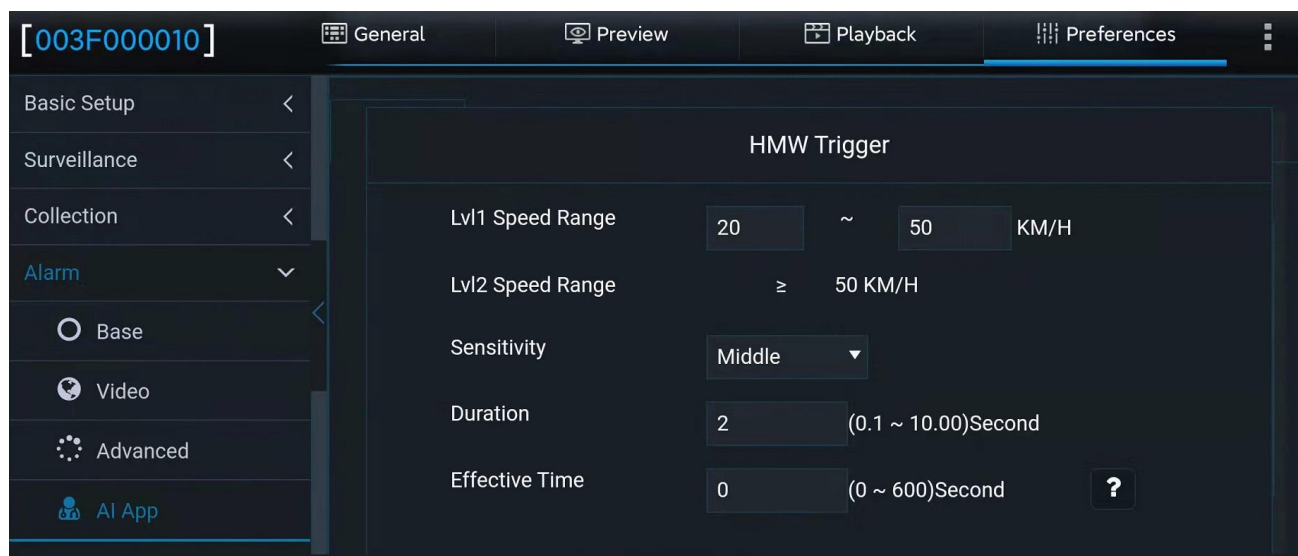 [003F000010]
General
Preview
Playback
Preferences
Basic Setup
Surveillance
Collection
Alarm
Base
Video
Advanced
AI App
HMW Trigger
Lvl1 Speed Range 20 ~ 50 KM/H
Lvl2 Speed Range ≥ 50 KM/H
Sensitivity Middle
Duration 2 (0.1 ~ 10.00)Second
Effective Time 0 (0 ~ 600)Second ?